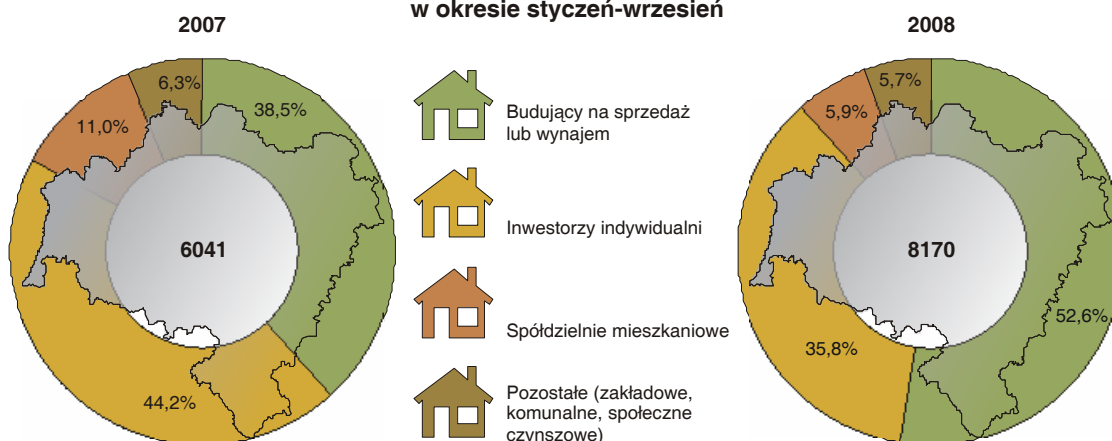 w okresie styczeń-wrzesień
2007
6,3%
38,5%
11,0%
6041
44,2%
Budujący na sprzedaż
lub wynajem
Inwestorzy indywidualni
Spółdzielnie mieszkaniowe
Pozostałe (zakładowe,
komunalne, społeczne
czynszowe)
2008
5,7%
5,9%
8170
52,6%
35,8%